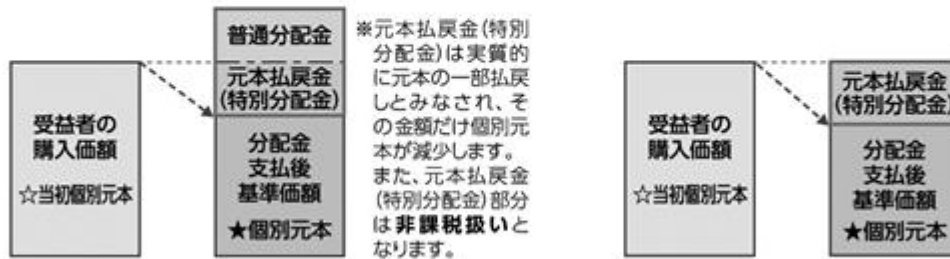 受益者の
購入価額
☆当初個別元本
普通分配金
元本払戻金
(特別分配金)
分配金
支払後
基準価額
★個別元本
※元本払戻金(特別
分配金)は実質的
に元本の一部払戻
しとみなされ、そ
の金額だけ個別元
本が減少します。
また、元本払戻金
(特別分配金)部分
は非課税扱いと
なります。
受益者の
購入価額
☆当初個別元本
元本払戻金
(特別分配金)
分配金
支払後
基準価額
★個別元本